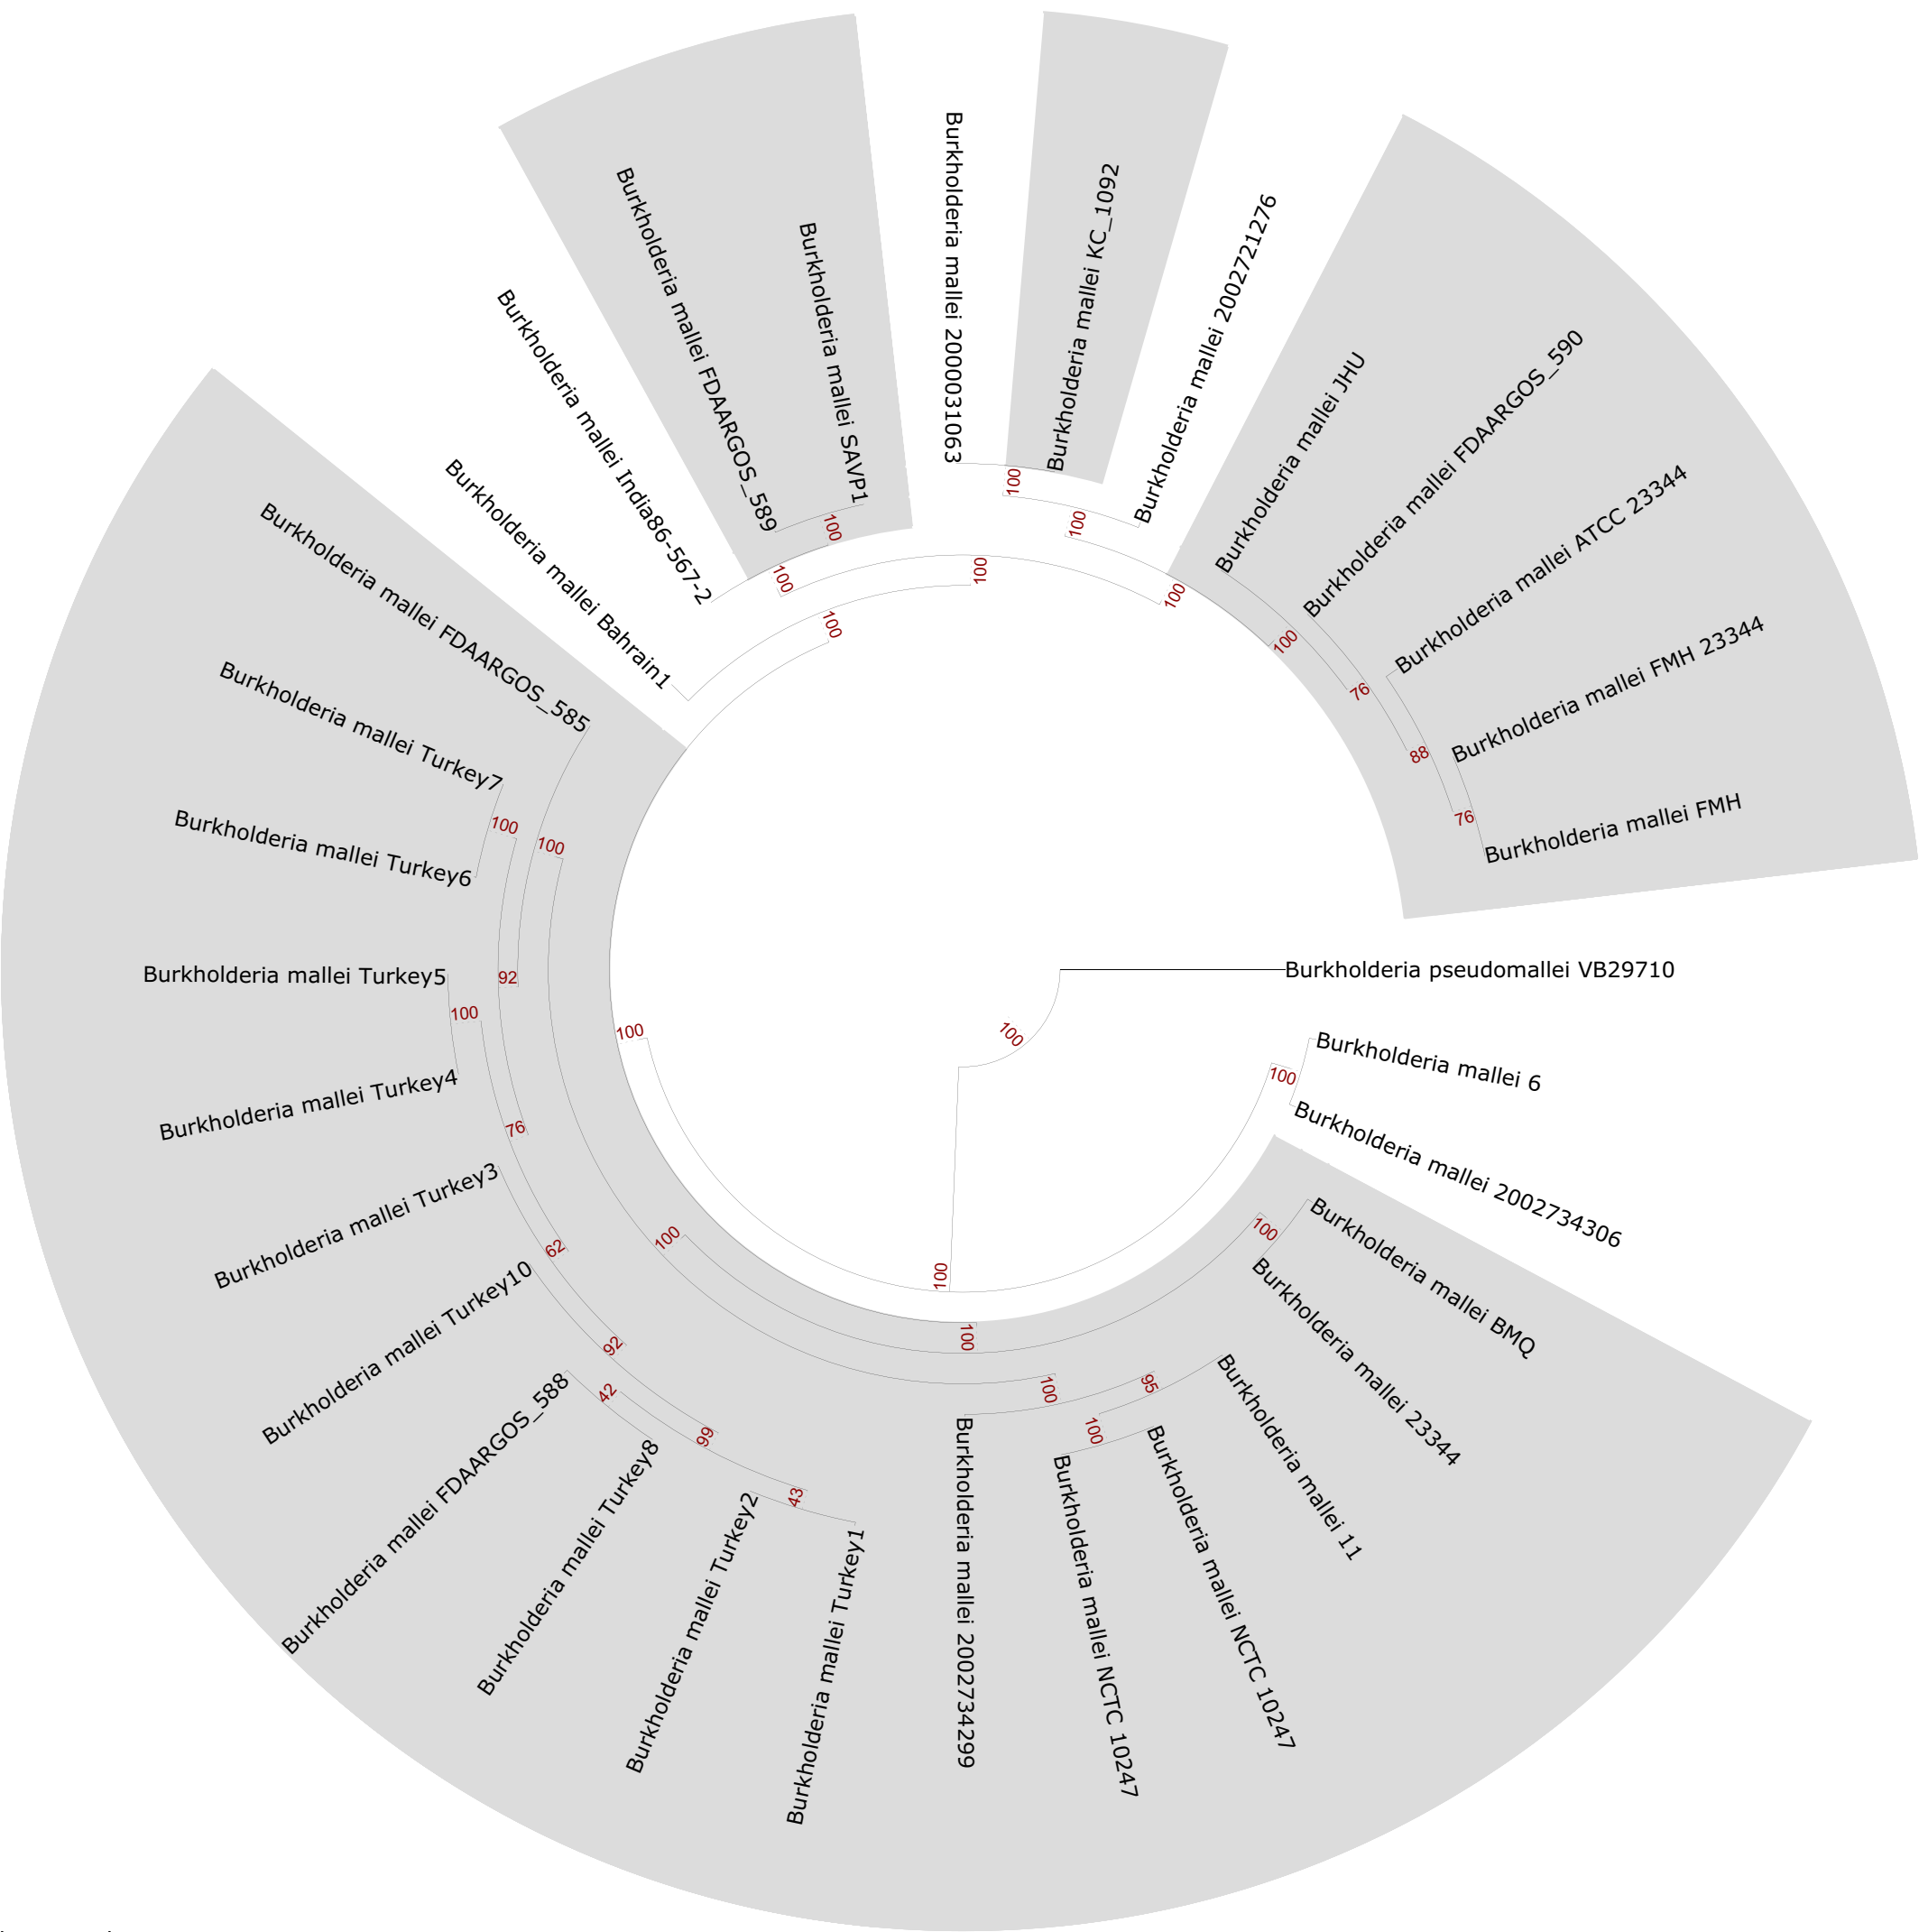 Burkholderia mallei 2000031063
Burkholderia mallei KC_1092
Burkholderia mallei 2002721276
Burkholderia mallei JHU
Burkholderia mallei FDAARGOS_590
Burkholderia mallei ATCC 23344
Burkholderia mallei FMH 23344
Burkholderia mallei FMH
Burkholderia pseudomallei VB29710
Burkholderia mallei 6
Burkholderia mallei 2002734306
Burkholderia mallei BMQ
Burkholderia mallei 23344
Burkholderia mallei 11
Burkholderia mallei NCTC 10247
Burkholderia mallei NCTC 10247
Burkholderia mallei 2002734299
Burkholderia mallei Turkey1
Burkholderia mallei Turkey2
Burkholderia mallei Turkey8
Burkholderia mallei FDAARGOS_588
Burkholderia mallei Turkey10
Burkholderia mallei Turkey3
Burkholderia mallei Turkey4
Burkholderia mallei Turkey5
Burkholderia mallei Turkey6
Burkholderia mallei Turkey7
Burkholderia mallei FDAARGOS_585
Burkholderia mallei Bahrain1
Burkholderia mallei India86-567-2
Burkholderia mallei FDAARGOS_589
Burkholderia mallei SAVP1
100
100
100
100
100
100
100
100
100
76
88
76
100
100
92
100
100
76
62
92
42
99
43
100
100
100
95
100
100
100
100
100